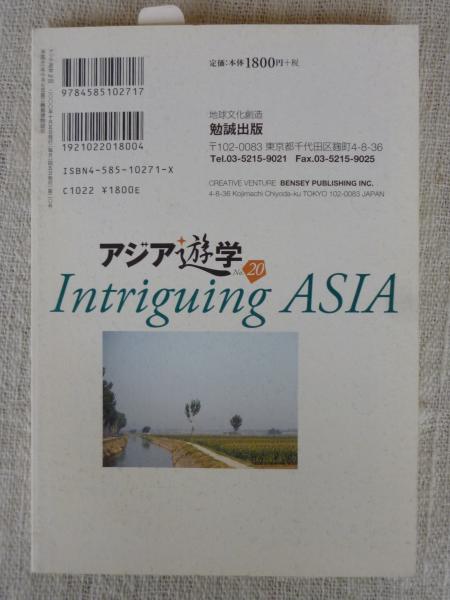 定価:本体1800円+税
9784585102717
1921022018004
ISBN4-585-10271-X
C1022 ¥1800E
地球文化創造
勉誠出版
〒102-0083 東京都千代田区麹町4-8-36
Tel.03-5215-9021 Fax.03-5215-9025
CREATIVE VENTURE BENSEY PUBLISHING INC.
4-8-36 Kojimachi Chiyoda-ku TOKYO 102-0083 JAPAN
アジア遊学
No.20
Intriguing ASIA